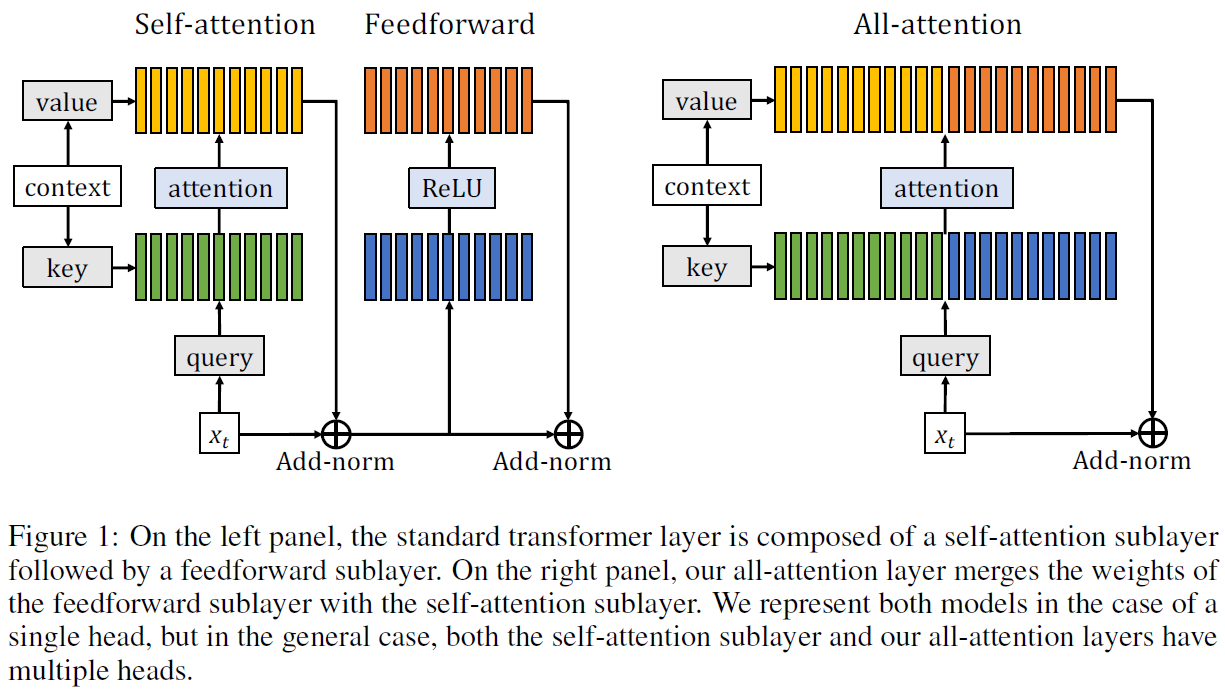 Self-attention
Feedforward
All-attention
value
context
key
attention
query
xₜ
Add-norm
ReLU
Add-norm
value
context
key
attention
query
xₜ
Add-norm
Figure 1: On the left panel, the standard transformer layer is composed of a self-attention sublayer
followed by a feedforward sublayer. On the right panel, our all-attention layer merges the weights of
the feedforward sublayer with the self-attention sublayer. We represent both models in the case of a
single head, but in the general case, both the self-attention sublayer and our all-attention layers have
multiple heads.